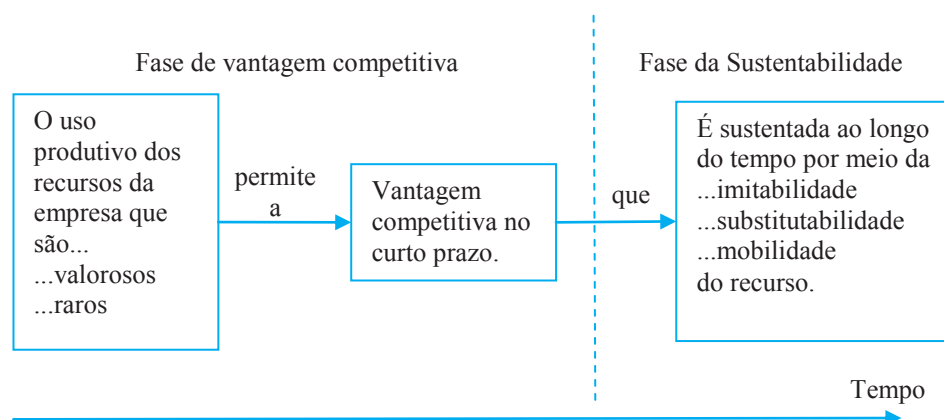 Fase de vantagem competitiva
Fase da Sustentabilidade
O uso
produtivo dos
recursos da
empresa que
são...
...valorosos
...raros
permite
a
Vantagem
competitiva no
curto prazo.
que
É sustentada ao longo
do tempo por meio da
...imitabilidade
...substitutabilidade
...mobilidade
do recurso.
Tempo